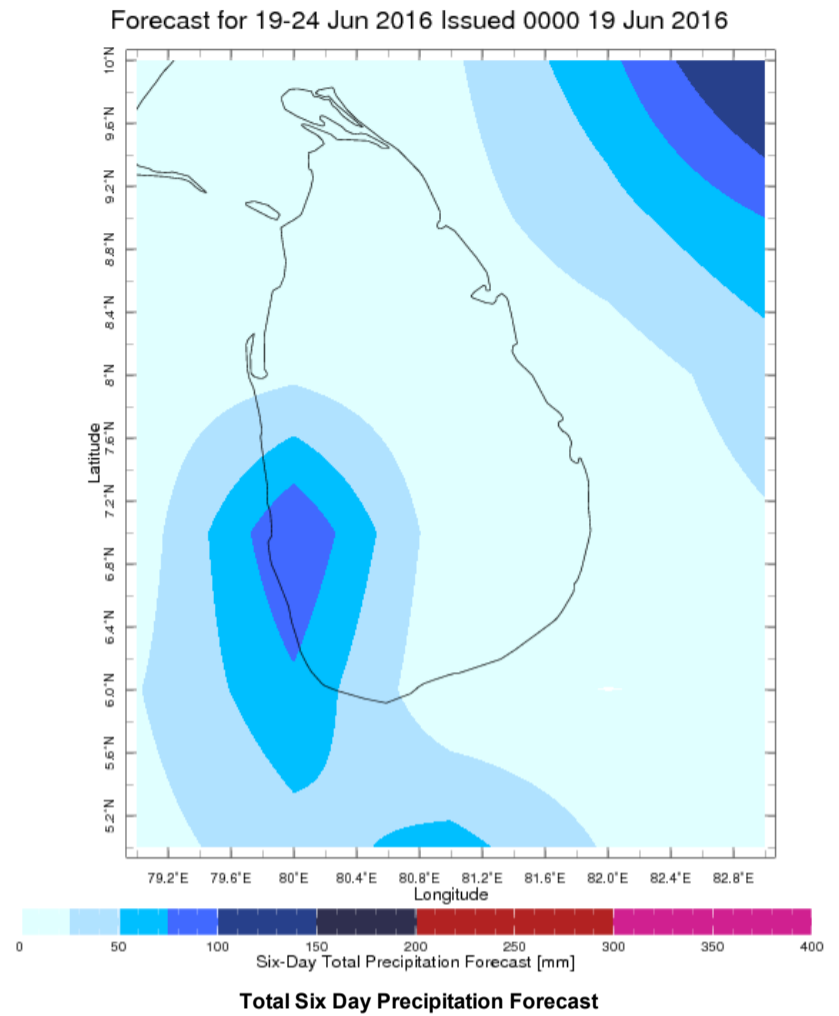 Forecast for 19-24 Jun 2016 Issued 0000 19 Jun 2016
10°N
9.6°N
9.2°N
8.8°N
8.4°N
8°N
7.6°N
7.2°N
6.8°N
6.4°N
6.0°N
5.6°N
5.2°N
Latitude
79.2°E 79.6°E 80°E 80.4°E 80.8°E 81.2°E 81.6°E 82.0°E 82.4°E 82.8°E
Longitude
0 50 100 150 200 250 300 350 400
Six-Day Total Precipitation Forecast [mm]
Total Six Day Precipitation Forecast